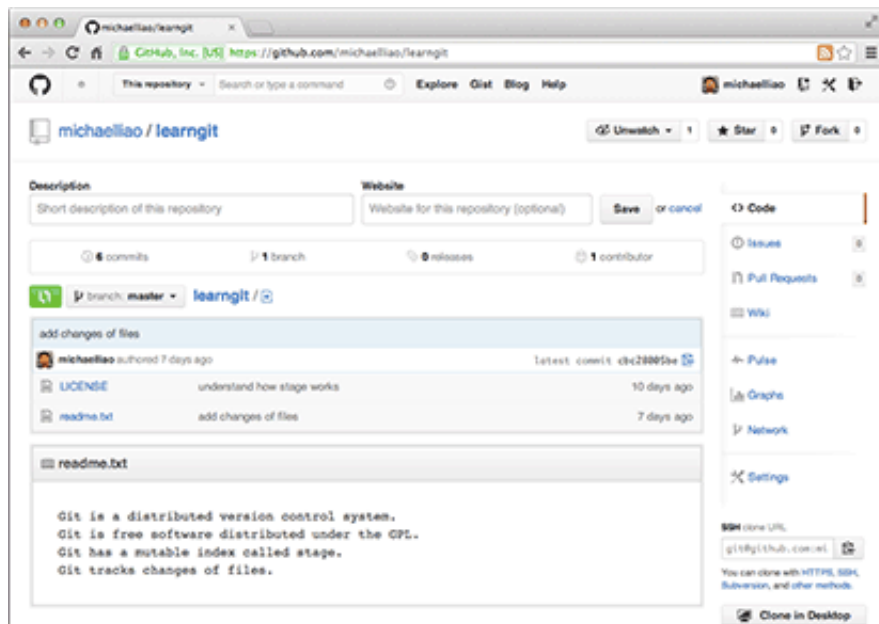 michaelliao/learngit
GitHub, Inc. [US] https://github.com/michaelliao/learngit
This repository Search or type a command Explore Gist Blog Help michaelliao
michaelliao / learngit Unwatch 1 Star 0 Fork 0
Description Website
Short description of this repository Website for this repository (optional) Save or cancel
6 commits 1 branch 0 releases 1 contributor
branch: master learngit /
add changes of files
michaelliao authored 7 days ago latest commit cbc28005be
LICENSE understand how stage works 10 days ago
readme.txt add changes of files 7 days ago
readme.txt
Git is a distributed version control system.
Git is free software distributed under the GPL.
Git has a mutable index called stage.
Git tracks changes of files.
Code
Issues 0
Pull Requests 0
Wiki
Pulse
Graphs
Network
Settings
SSH clone URL
git@github.com:mi
You can clone with HTTPS, SSH,
Subversion, and other methods.
Clone in Desktop